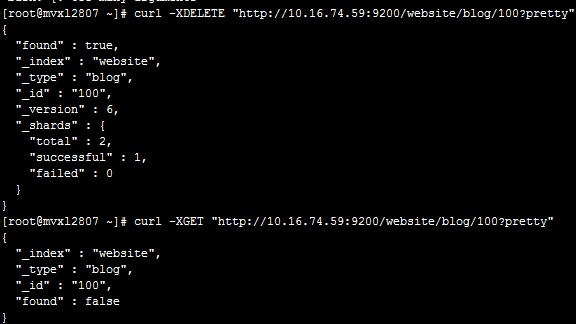 [root@mvxl2807 ~]# curl -XDELETE "http://10.16.74.59:9200/website/blog/100?pretty"
{
  "found" : true,
  "_index" : "website",
  "_type" : "blog",
  "_id" : "100",
  "_version" : 6,
  "_shards" : {
    "total" : 2,
    "successful" : 1,
    "failed" : 0
  }
}
[root@mvxl2807 ~]# curl -XGET "http://10.16.74.59:9200/website/blog/100?pretty"
{
  "_index" : "website",
  "_type" : "blog",
  "_id" : "100",
  "found" : false
}